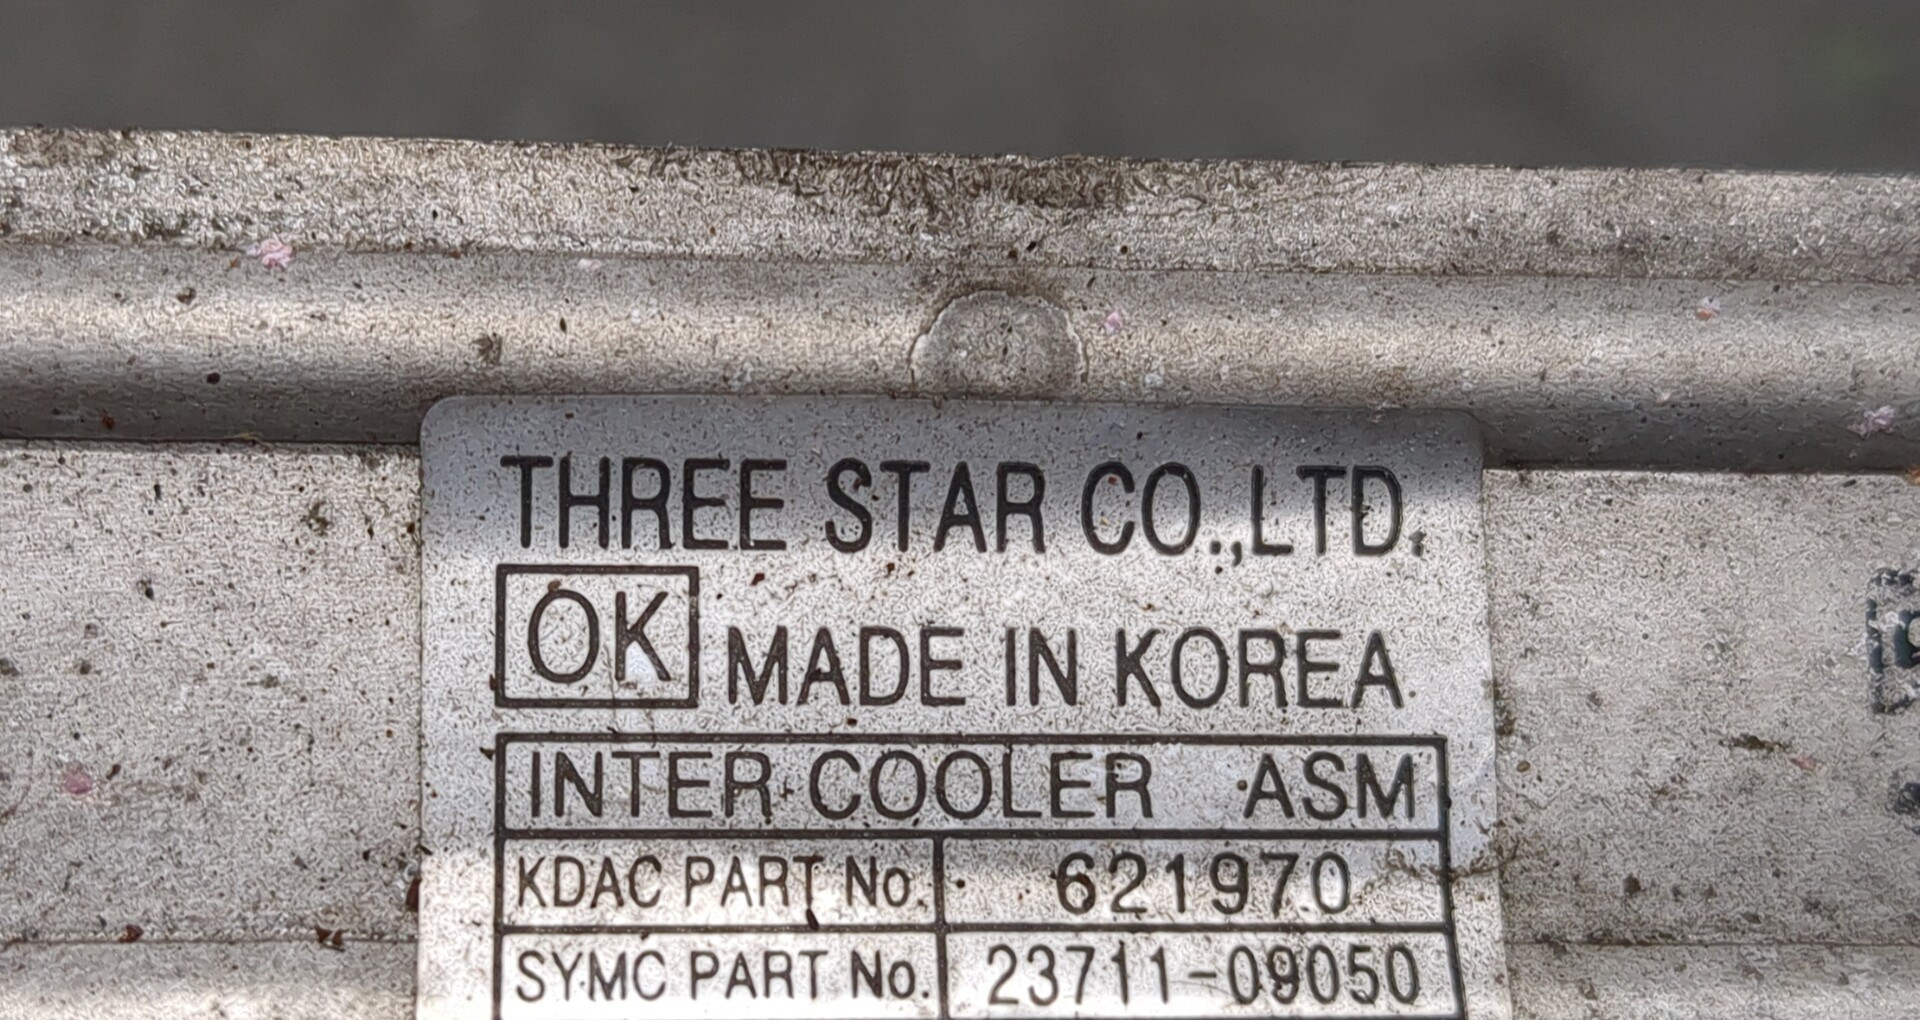 THREE STAR CO.,LTD.
OK MADE IN KOREA
INTER COOLER ASM
KDAC PART No. 621970
SYMC PART No. 23711-09050